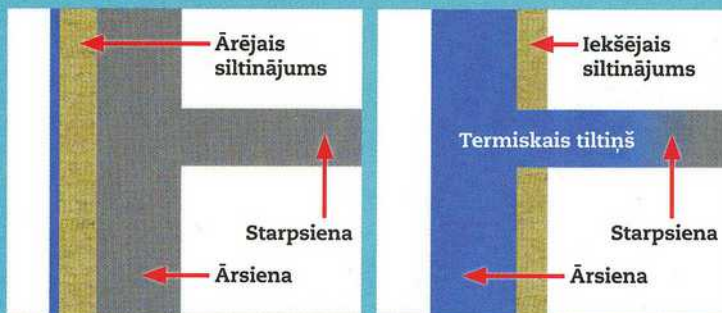 Ārējais
siltinājums
Starpsiena
Ārsiena
Iekšējais
siltinājums
Termiskais tiltiņš
Starpsiena
Ārsiena